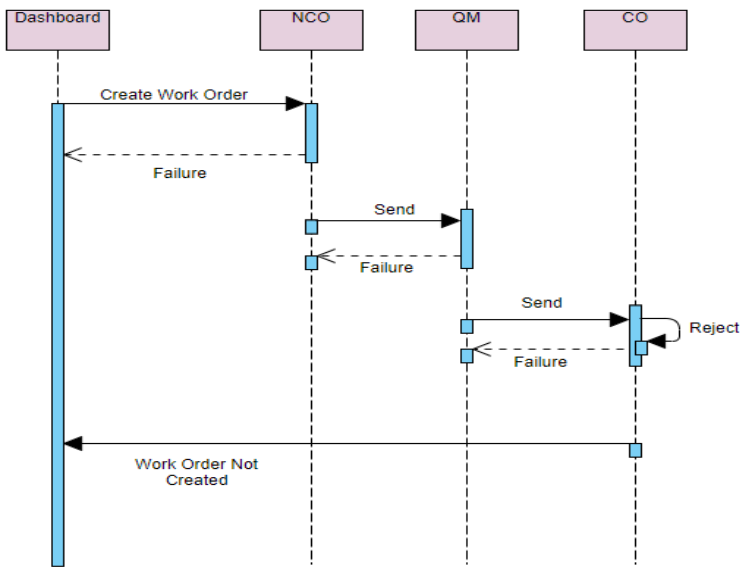 Dashboard
NCO
QM
CO
Create Work Order
Failure
Send
Failure
Send
Reject
Failure
Work Order Not
Created